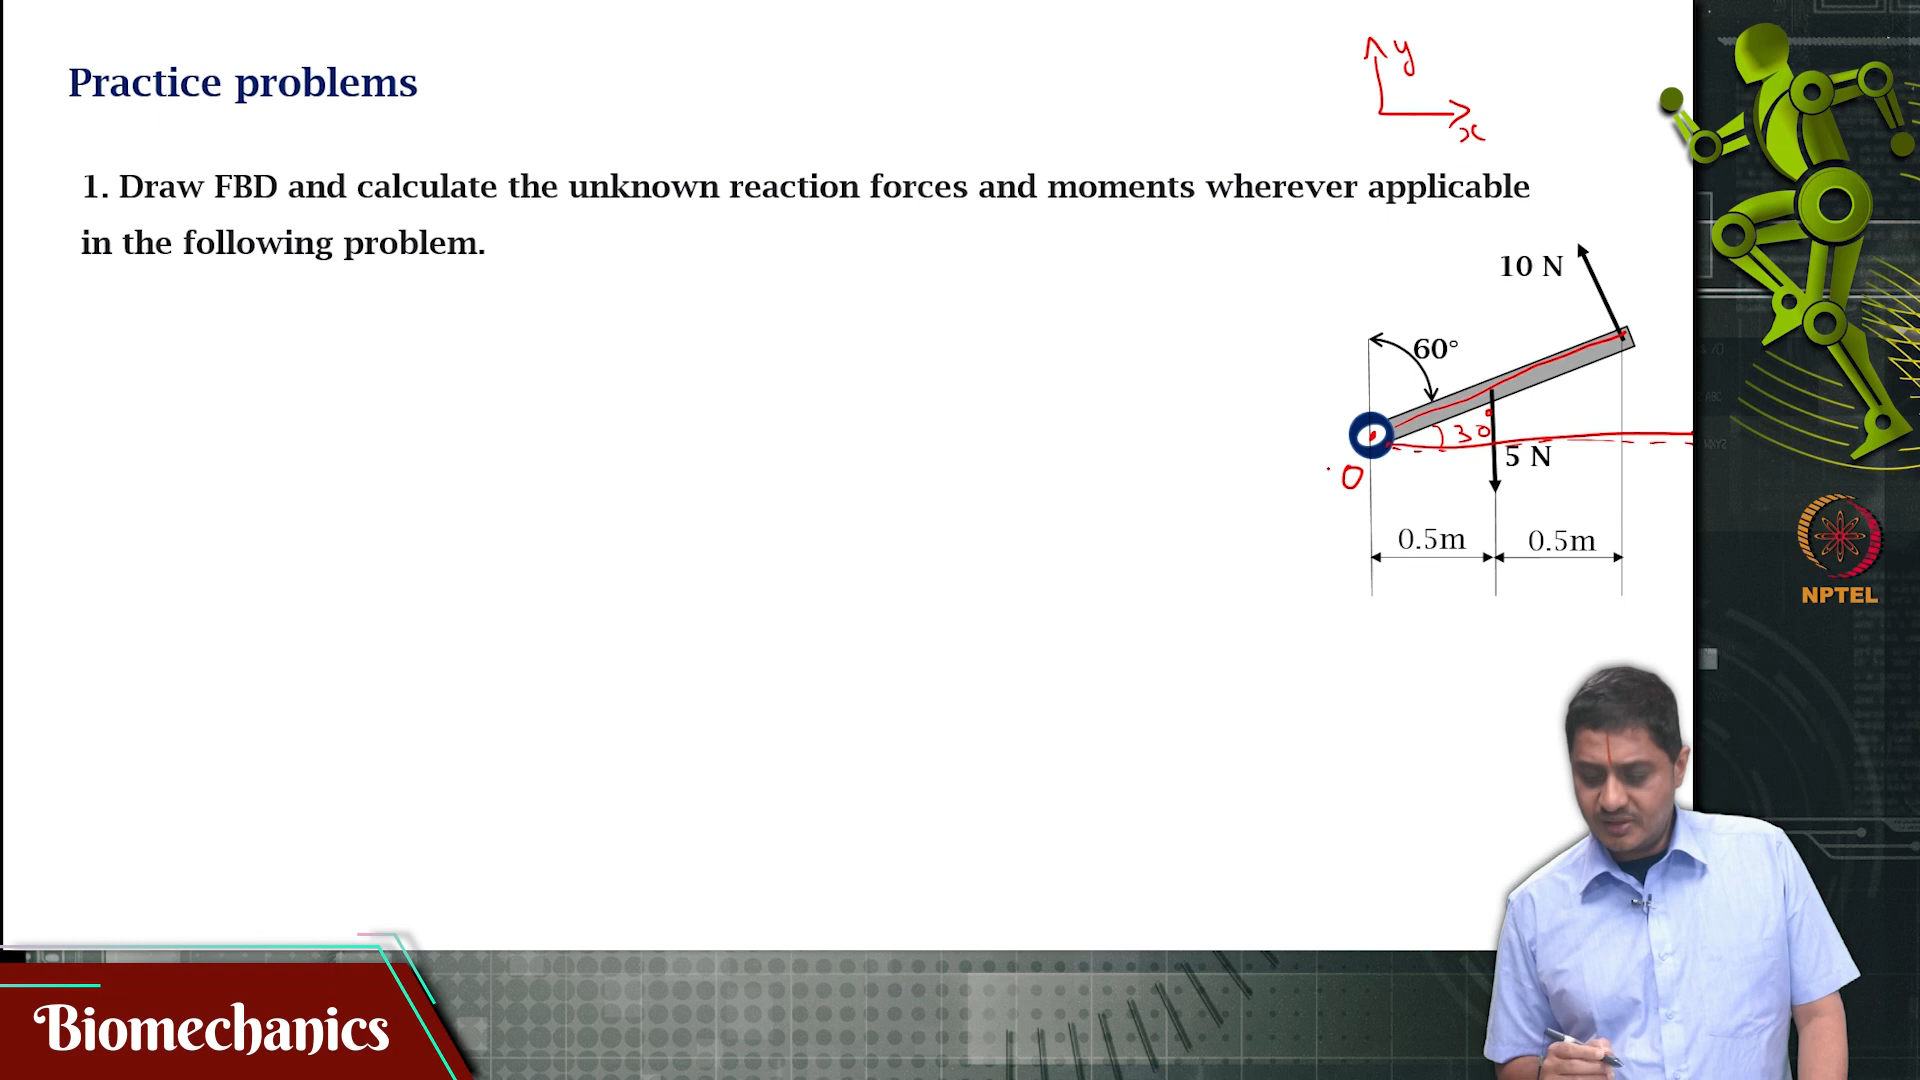 Practice problems
y
x
1. Draw FBD and calculate the unknown reaction forces and moments wherever applicable
in the following problem.
10 N
60°
30
5 N
O
0.5m
0.5m
NPTEL
Biomechanics